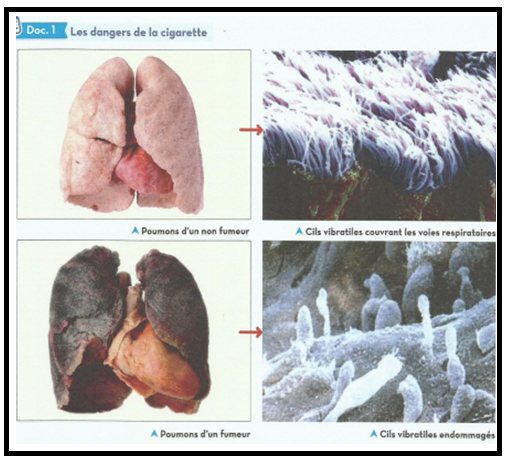 Doc. 1 Les dangers de la cigarette
Poumons d'un non fumeur
Cils vibratiles couvrant les voies respiratoires
Poumons d'un fumeur
Cils vibratiles endommagés